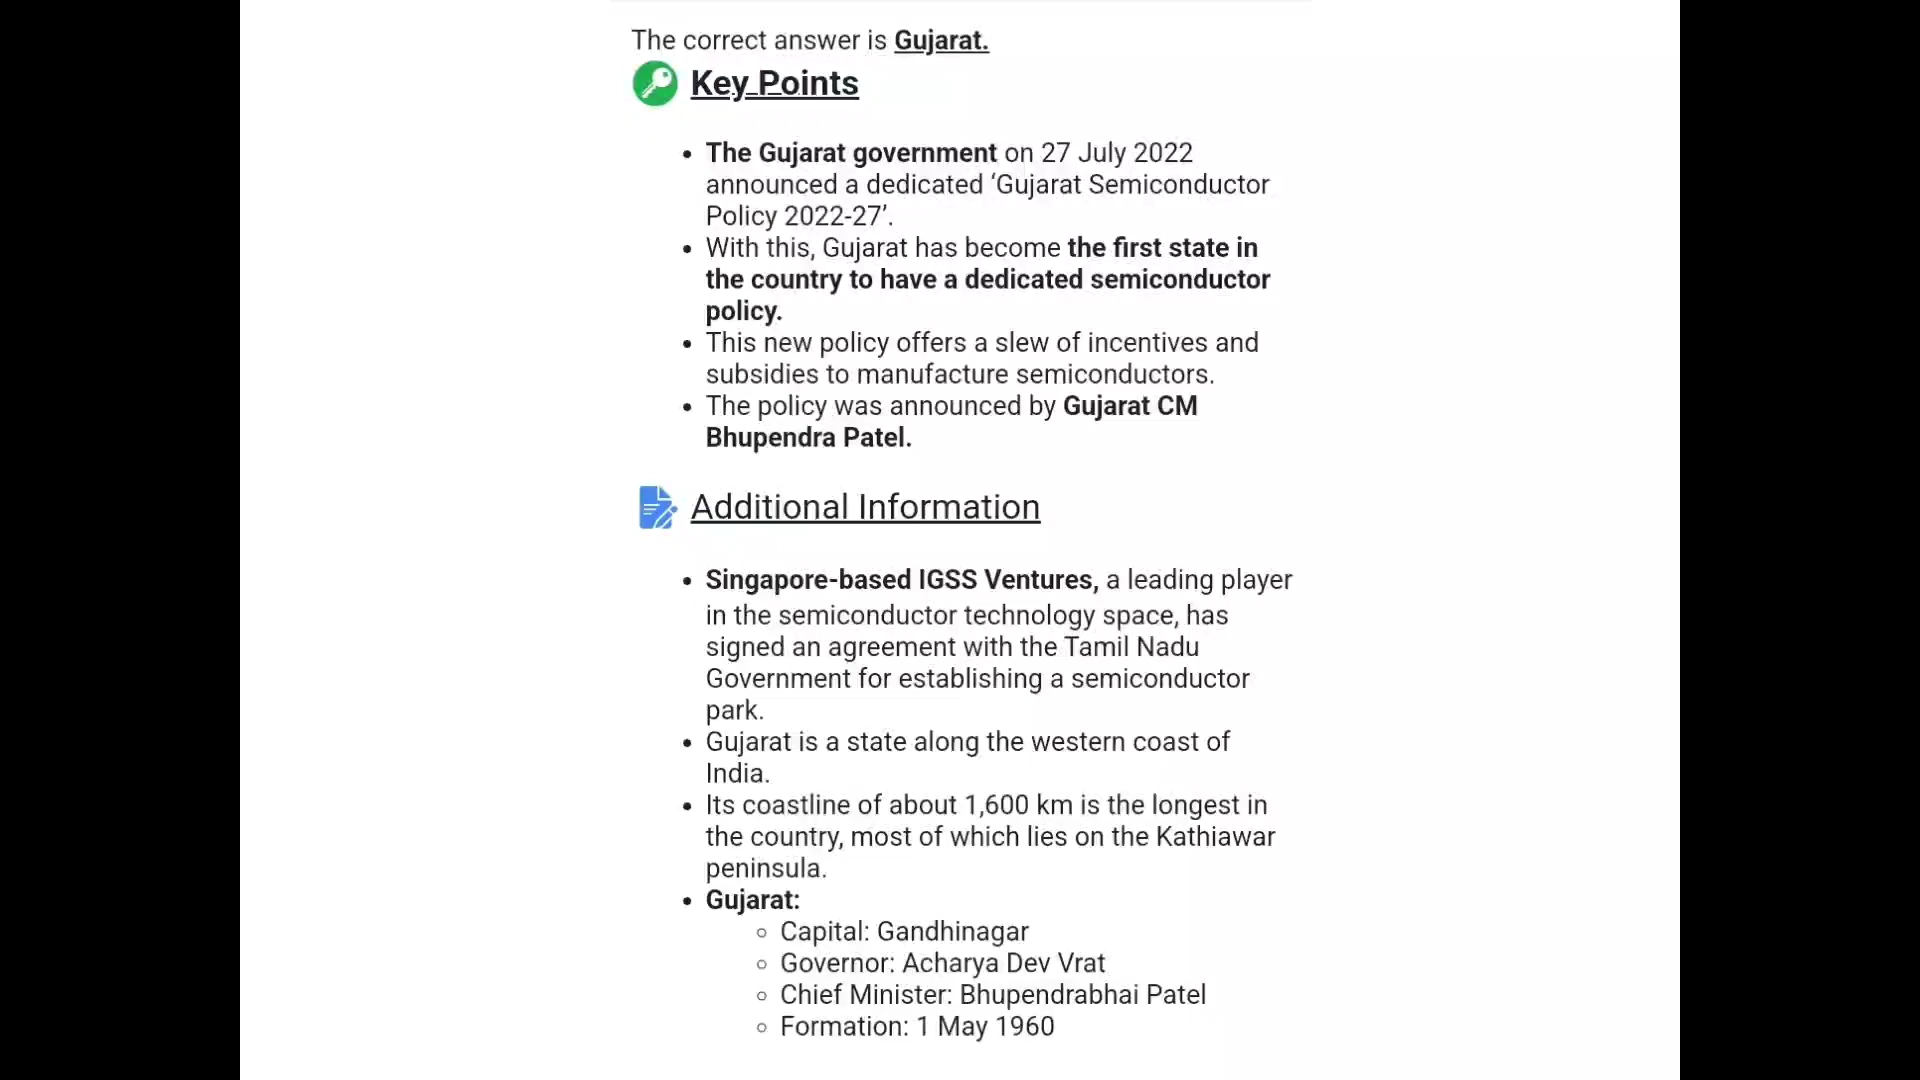 The correct answer is Gujarat.
Key Points
• The Gujarat government on 27 July 2022
announced a dedicated ‘Gujarat Semiconductor
Policy 2022-27’.
• With this, Gujarat has become the first state in
the country to have a dedicated semiconductor
policy.
• This new policy offers a slew of incentives and
subsidies to manufacture semiconductors.
• The policy was announced by Gujarat CM
Bhupendra Patel.
Additional Information
• Singapore-based IGSS Ventures, a leading player
in the semiconductor technology space, has
signed an agreement with the Tamil Nadu
Government for establishing a semiconductor
park.
• Gujarat is a state along the western coast of
India.
• Its coastline of about 1,600 km is the longest in
the country, most of which lies on the Kathiawar
peninsula.
• Gujarat:
◦ Capital: Gandhinagar
◦ Governor: Acharya Dev Vrat
◦ Chief Minister: Bhupendrabhai Patel
◦ Formation: 1 May 1960